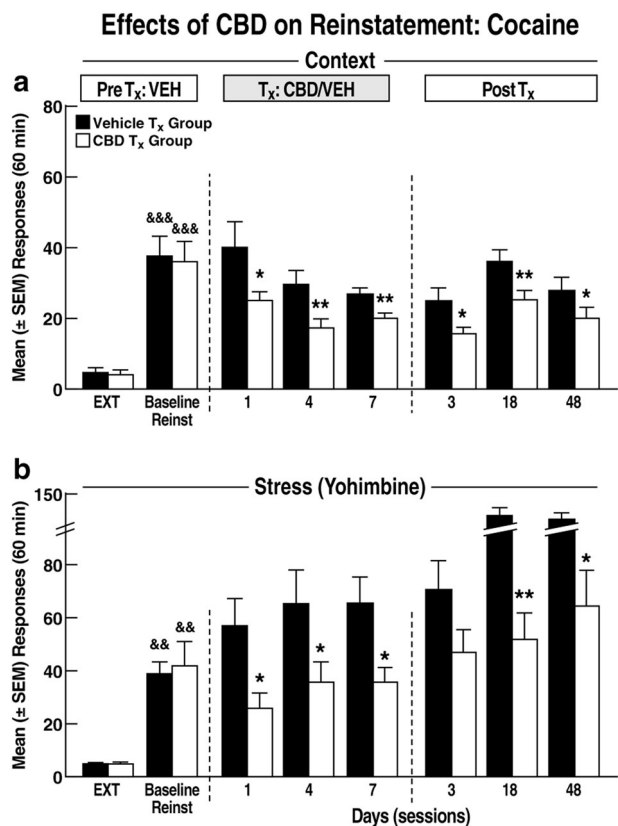 Effects of CBD on Reinstatement: Cocaine
Context
a
Pre Tx: VEH
Tx: CBD/VEH
Post Tx
Mean (± SEM) Responses (60 min)
80
60
40
20
0
Vehicle Tx Group
CBD Tx Group
&&& &&&
* ** ** * ** *
EXT Baseline Reinst 1 4 7 3 18 48
b
Stress (Yohimbine)
Mean (± SEM) Responses (60 min)
150
80
60
40
20
0
&& &&
* * * ** *
EXT Baseline Reinst 1 4 7 3 18 48
Days (sessions)